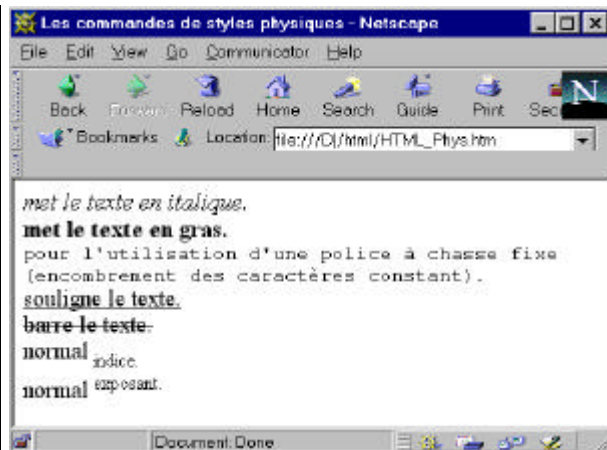 Les commandes de styles physiques - Netscape
File Edit View Go Communicator Help
Back Forward Reload Home Search Guide Print Sec N
Bookmarks Location: file:///D|/html/HTML_Phys.htm
met le texte en italique.
met le texte en gras.
pour l'utilisation d'une police à chasse fixe
(encombrement des caractères constant).
souligne le texte.
barre le texte.
normal indice.
normal exposant.
Document: Done